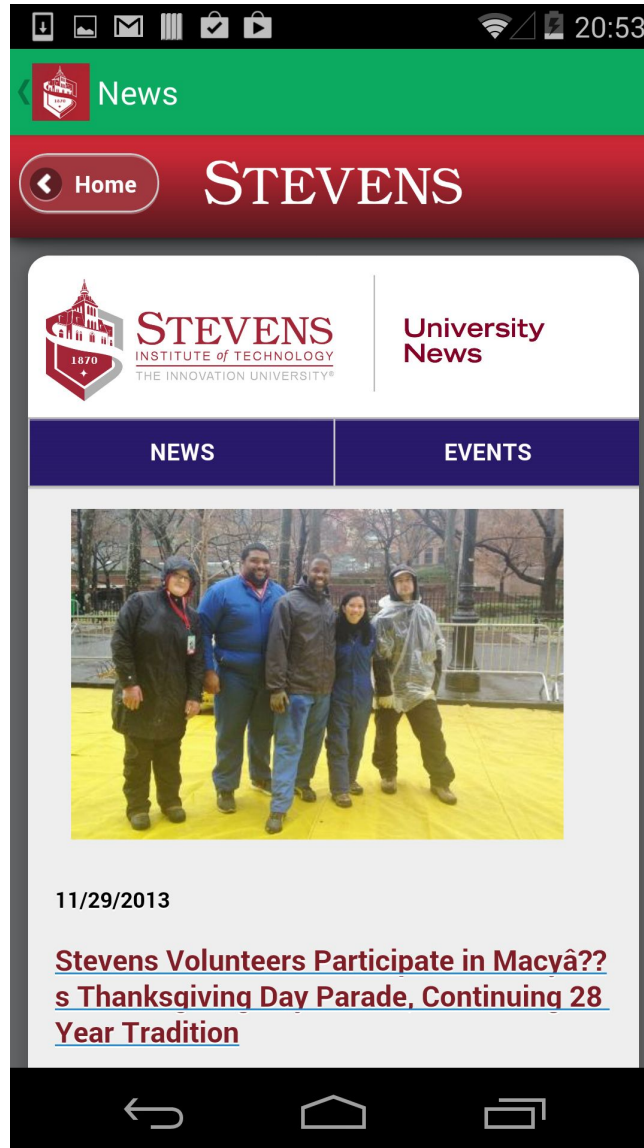 20:53
News
Home
STEVENS
1870
STEVENS
INSTITUTE of TECHNOLOGY
THE INNOVATION UNIVERSITY®
University
News
NEWS
EVENTS
11/29/2013
Stevens Volunteers Participate in Macyâ??
s Thanksgiving Day Parade, Continuing 28
Year Tradition